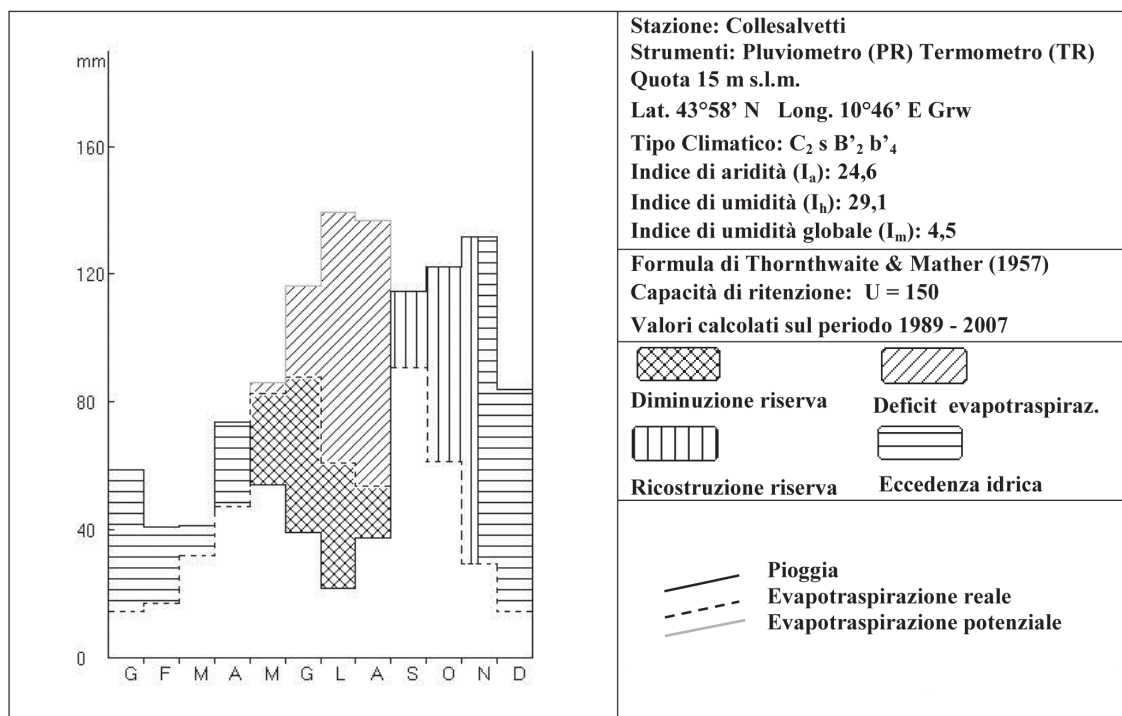 mm
160
120
80
40
0
G F M A M G L A S O N D
Stazione: Collesalvetti
Strumenti: Pluviometro (PR) Termometro (TR)
Quota 15 m s.l.m.
Lat. 43°58’ N Long. 10°46’ E Grw
Tipo Climatico: C₂ s B’₂ b’₄
Indice di aridità (Iₐ): 24,6
Indice di umidità (Iₕ): 29,1
Indice di umidità globale (Iₘ): 4,5
Formula di Thornthwaite & Mather (1957)
Capacità di ritenzione: U = 150
Valori calcolati sul periodo 1989 - 2007
Diminuzione riserva
Deficit evapotraspiraz.
Ricostruzione riserva
Eccedenza idrica
Pioggia
Evapotraspirazione reale
Evapotraspirazione potenziale